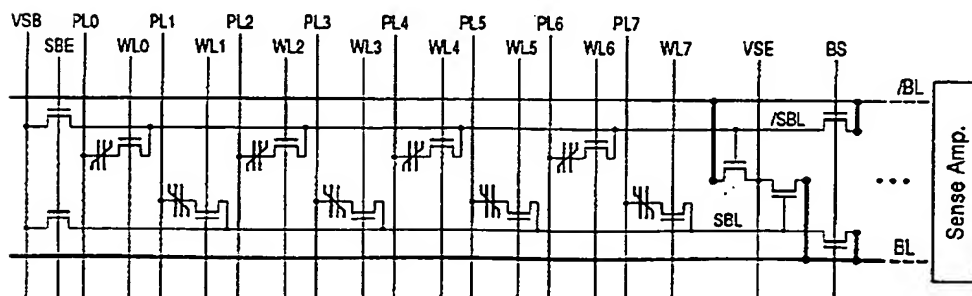 VSB PL0 PL1 PL2 PL3 PL4 PL5 PL6 PL7
SBE WL0 WL1 WL2 WL3 WL4 WL5 WL6 WL7 VSE BS
/BL
/SBL
SBL
BL
Sense Amp.